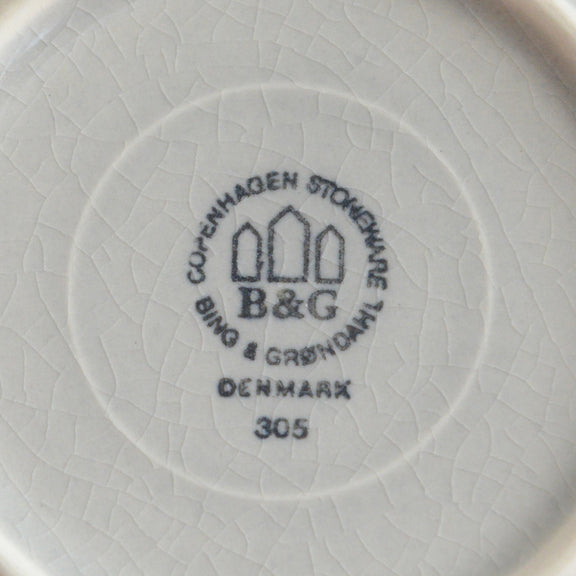 COPENHAGEN STONEWARE
B&G
BING & GRØNDAHL
DENMARK
305